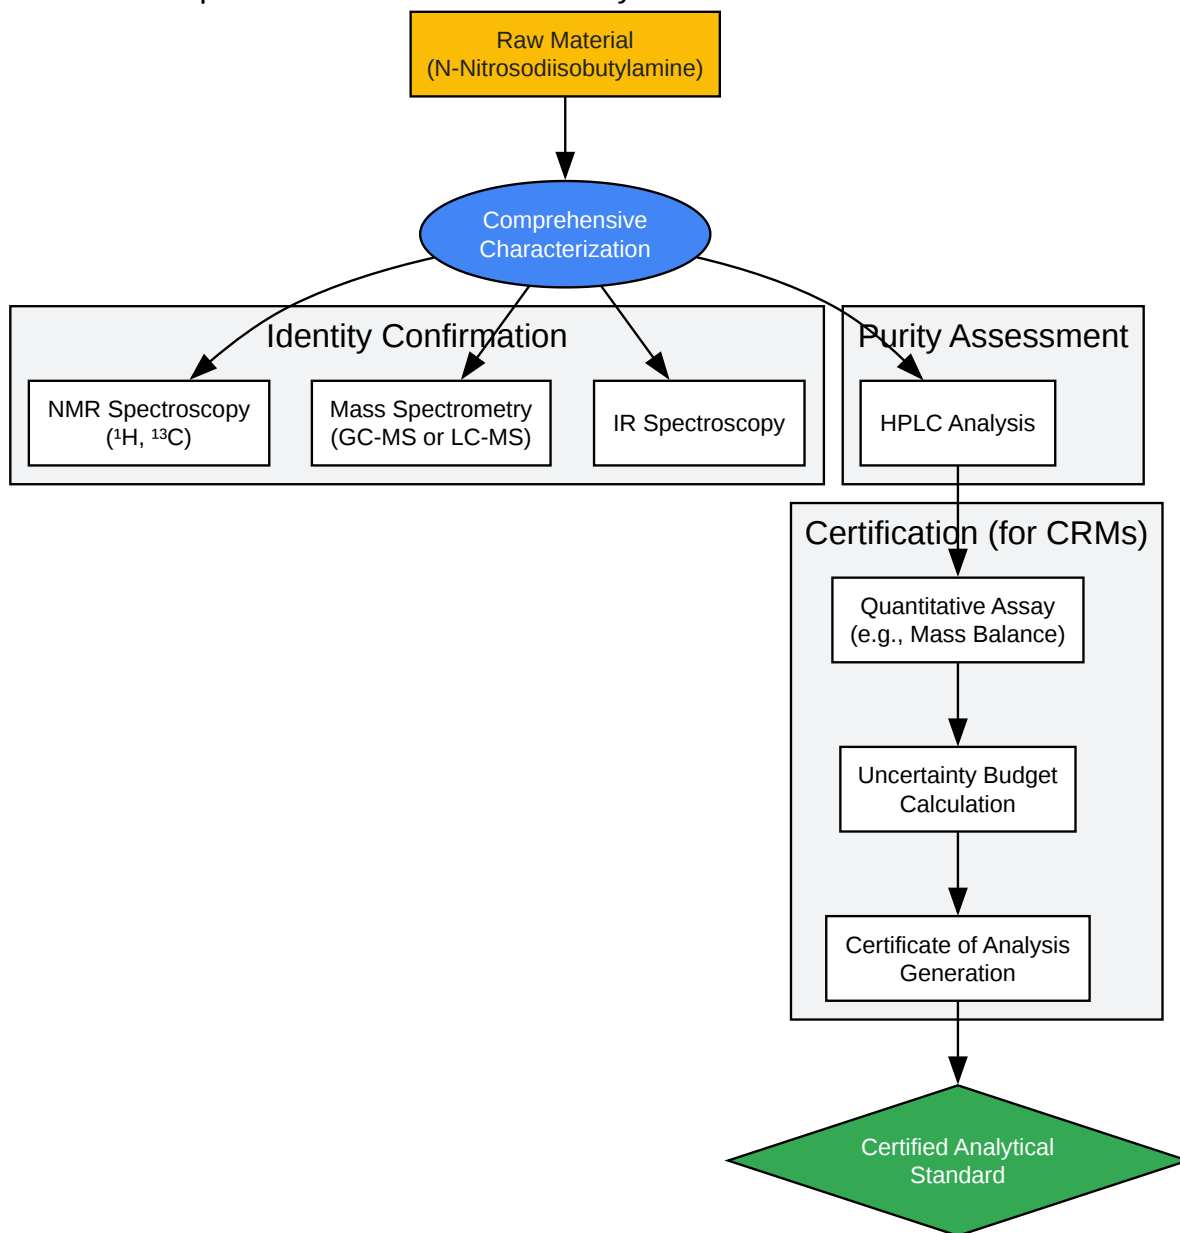 Raw Material
(N-Nitrosodiisobutylamine)
Comprehensive
Characterization
Identity Confirmation
Purity Assessment
NMR Spectroscopy
(¹H, ¹³C)
Mass Spectrometry
(GC-MS or LC-MS)
IR Spectroscopy
HPLC Analysis
Certification (for CRMs)
Quantitative Assay
(e.g., Mass Balance)
Uncertainty Budget
Calculation
Certificate of Analysis
Generation
Certified Analytical
Standard